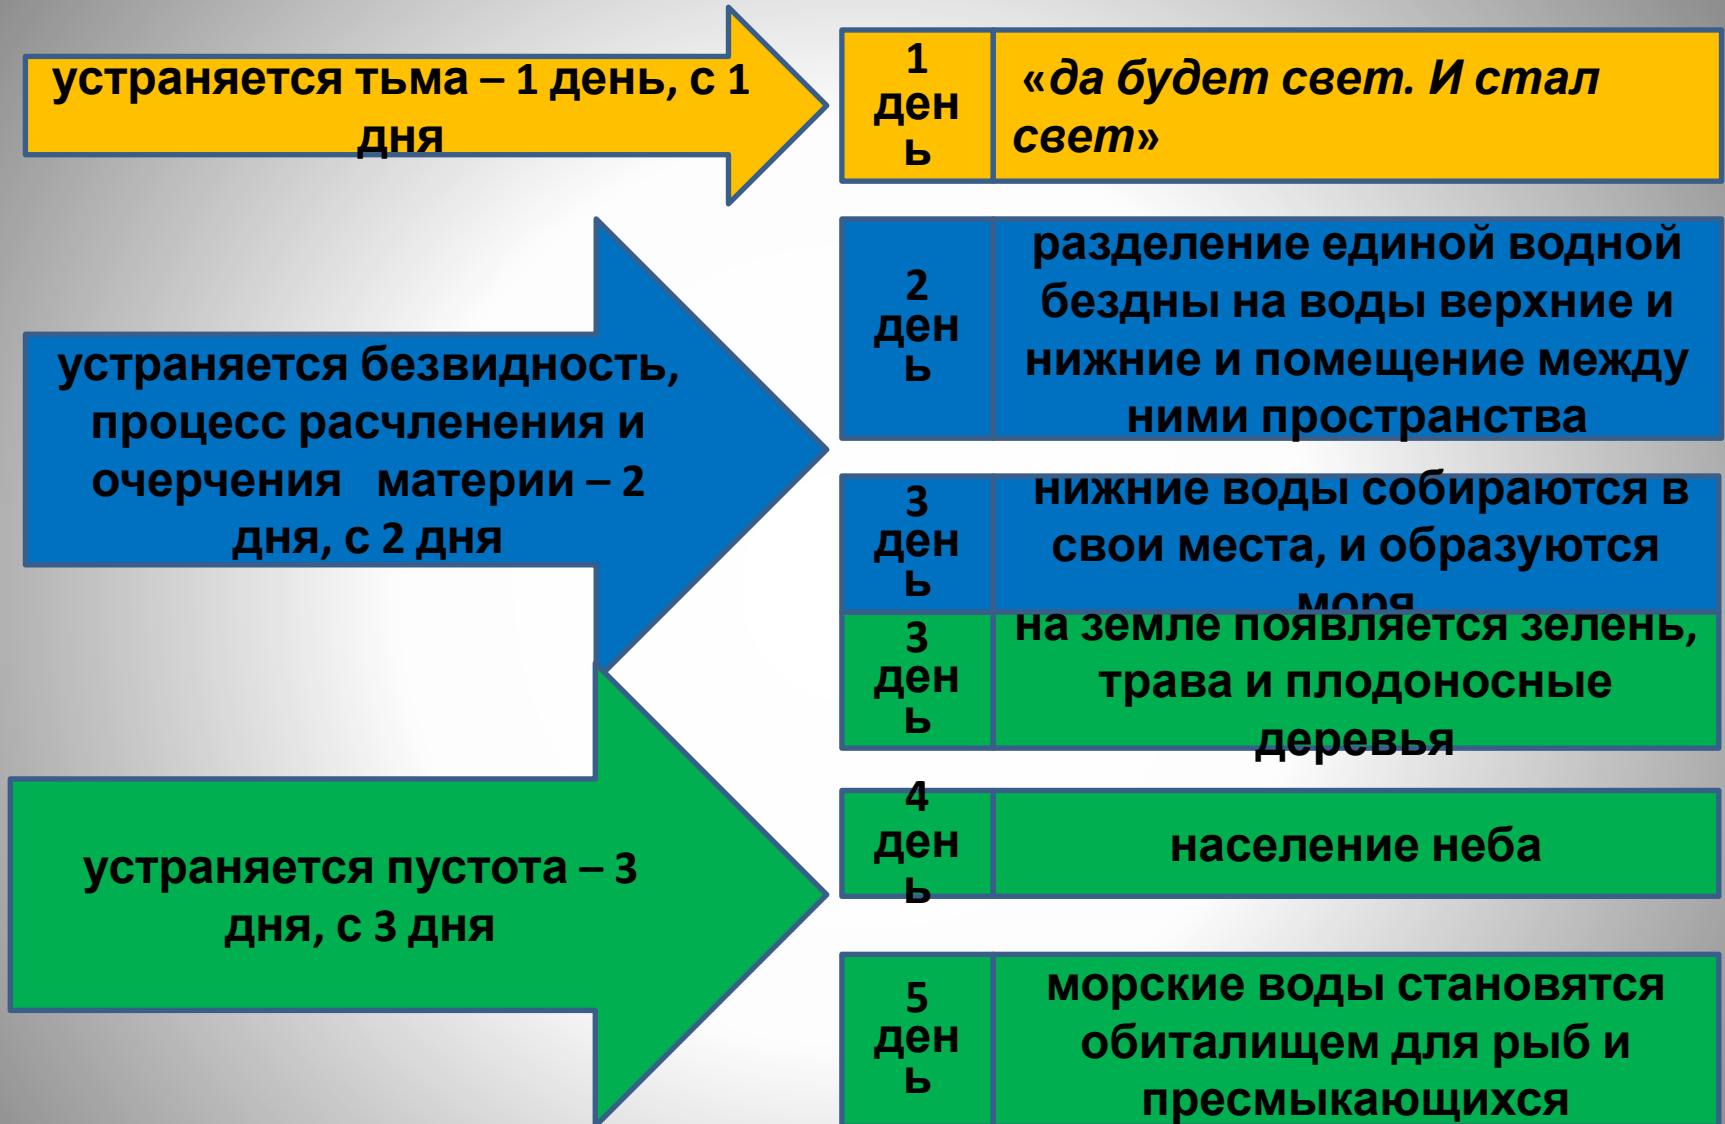 устраняется тьма – 1 день, с 1
дня
1
ден
ь
«да будет свет. И стал
свет»
устраняется безвидность,
процесс расчленения и
очерчения материи – 2
дня, с 2 дня
2
ден
ь
разделение единой водной
бездны на воды верхние и
нижние и помещение между
ними пространства
3
ден
ь
нижние воды собираются в
свои места, и образуются
моря
3
ден
ь
на земле появляется зелень,
трава и плодоносные
деревья
устраняется пустота – 3
дня, с 3 дня
4
ден
ь
население неба
5
ден
ь
морские воды становятся
обиталищем для рыб и
пресмыкающихся